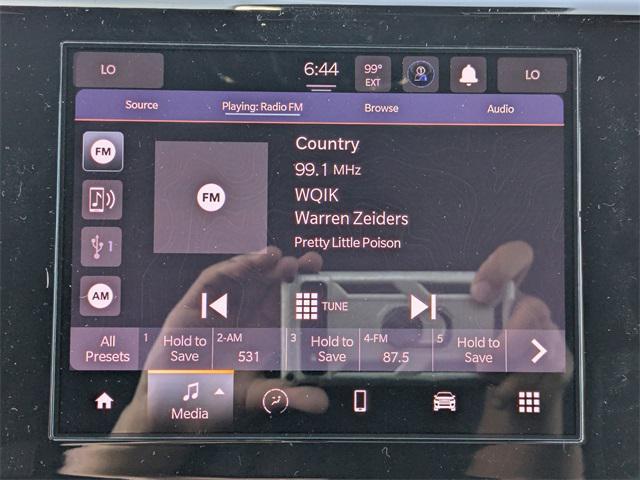 LO
6:44
99°
EXT
LO
Source
Playing: Radio FM
Browse
Audio
FM
Country
99.1 MHz
FM
WQIK
Warren Zeiders
1
Pretty Little Poison
AM
TUNE
All
Presets
1
Hold to
Save
2-AM
531
3
Hold to
Save
4-FM
87.5
5
Hold to
Save
Media